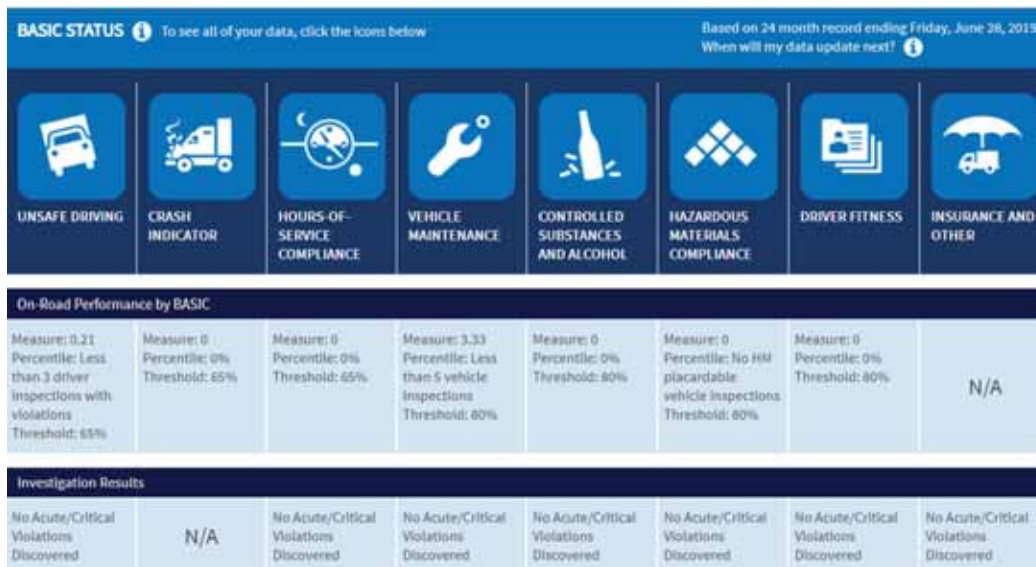 BASIC STATUS To see all of your data, click the icons below
Based on 24 month record ending Friday, June 28, 2019
When will my data update next?
UNSAFE DRIVING
CRASH
INDICATOR
HOURS-OF-
SERVICE
COMPLIANCE
VEHICLE
MAINTENANCE
CONTROLLED
SUBSTANCES
AND ALCOHOL
HAZARDOUS
MATERIALS
COMPLIANCE
DRIVER FITNESS
INSURANCE AND
OTHER
On-Road Performance by BASIC
Measure: 0.21
Percentile: Less
than 3 driver
inspections with
violations
Threshold: 65%
Measure: 0
Percentile: 0%
Threshold: 65%
Measure: 0
Percentile: 0%
Threshold: 65%
Measure: 3.33
Percentile: Less
than 5 vehicle
inspections
Threshold: 80%
Measure: 0
Percentile: 0%
Threshold: 80%
Measure: 0
Percentile: No HM
placardable
vehicle inspections
Threshold: 80%
Measure: 0
Percentile: 0%
Threshold: 80%
N/A
Investigation Results
No Acute/Critical
Violations
Discovered
N/A
No Acute/Critical
Violations
Discovered
No Acute/Critical
Violations
Discovered
No Acute/Critical
Violations
Discovered
No Acute/Critical
Violations
Discovered
No Acute/Critical
Violations
Discovered
No Acute/Critical
Violations
Discovered